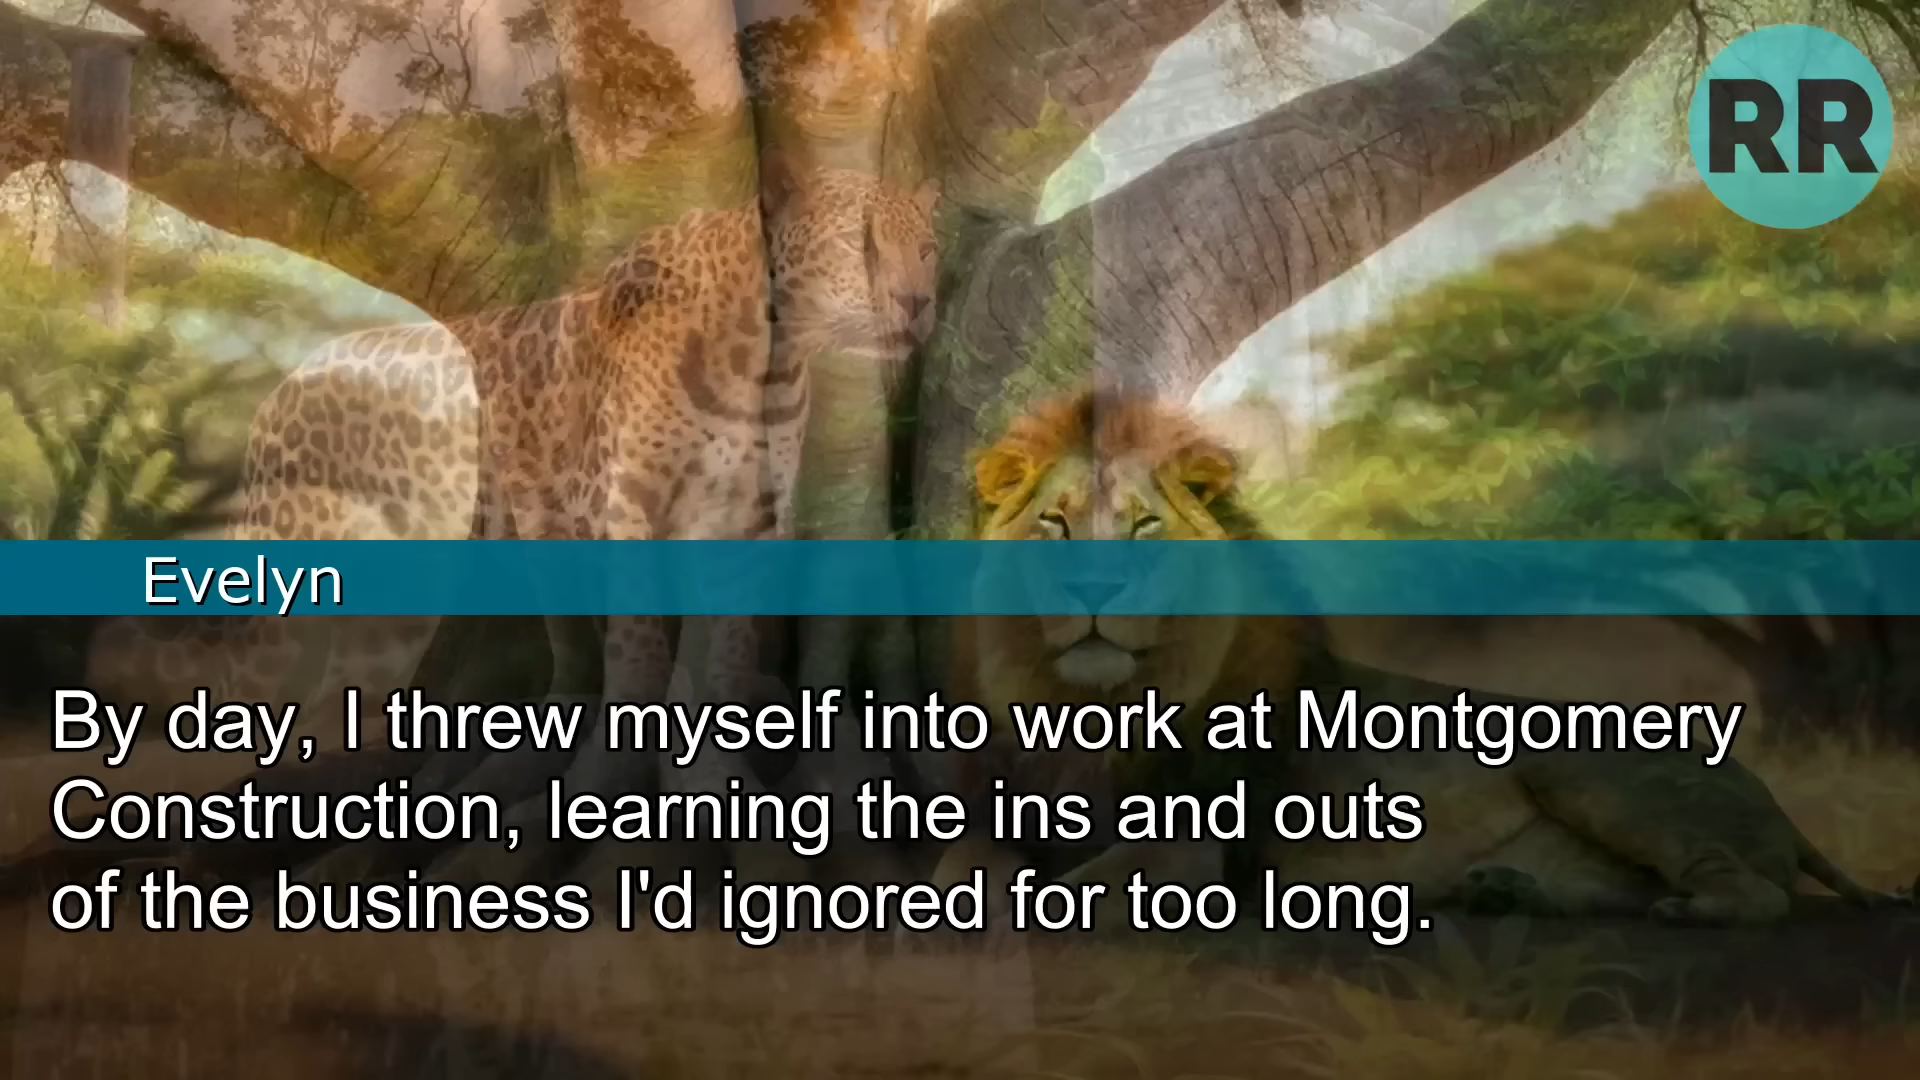 RR
Evelyn
By day, I threw myself into work at Montgomery
Construction, learning the ins and outs
of the business I'd ignored for too long.